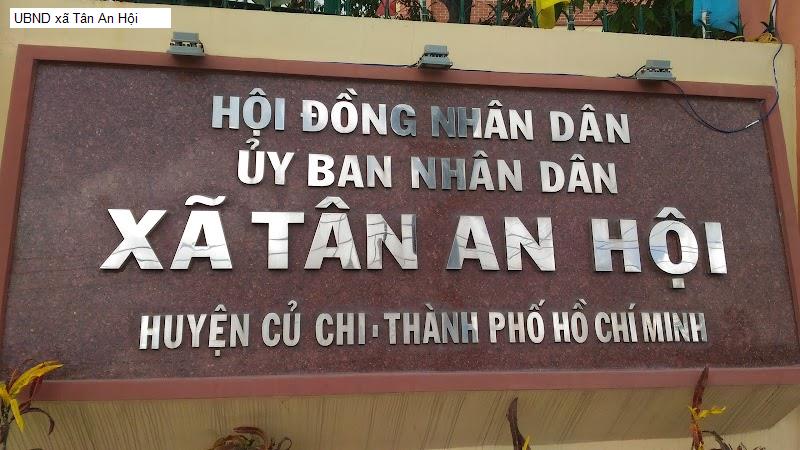 UBND xã Tân An Hội
HỘI ĐỒNG NHÂN DÂN
ỦY BAN NHÂN DÂN
XÃ TÂN AN HỘI
HUYỆN CỦ CHI·THÀNH PHỐ HỒ CHÍ MINH